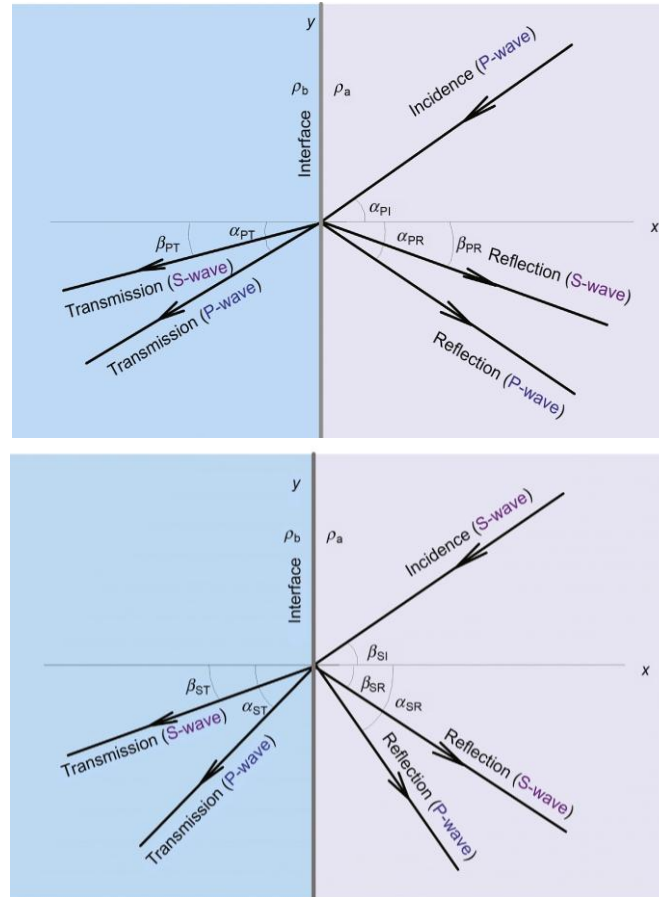 y
ρb
ρa
Interface
Incidence (P-wave)
αPI
x
βPT
αPT
αPR
βPR
Reflection (S-wave)
Transmission (S-wave)
Transmission (P-wave)
Reflection (P-wave)
y
ρb
ρa
Interface
Incidence (S-wave)
βSI
x
βST
αST
βSR
αSR
Transmission (S-wave)
Transmission (P-wave)
Reflection (P-wave)
Reflection (S-wave)